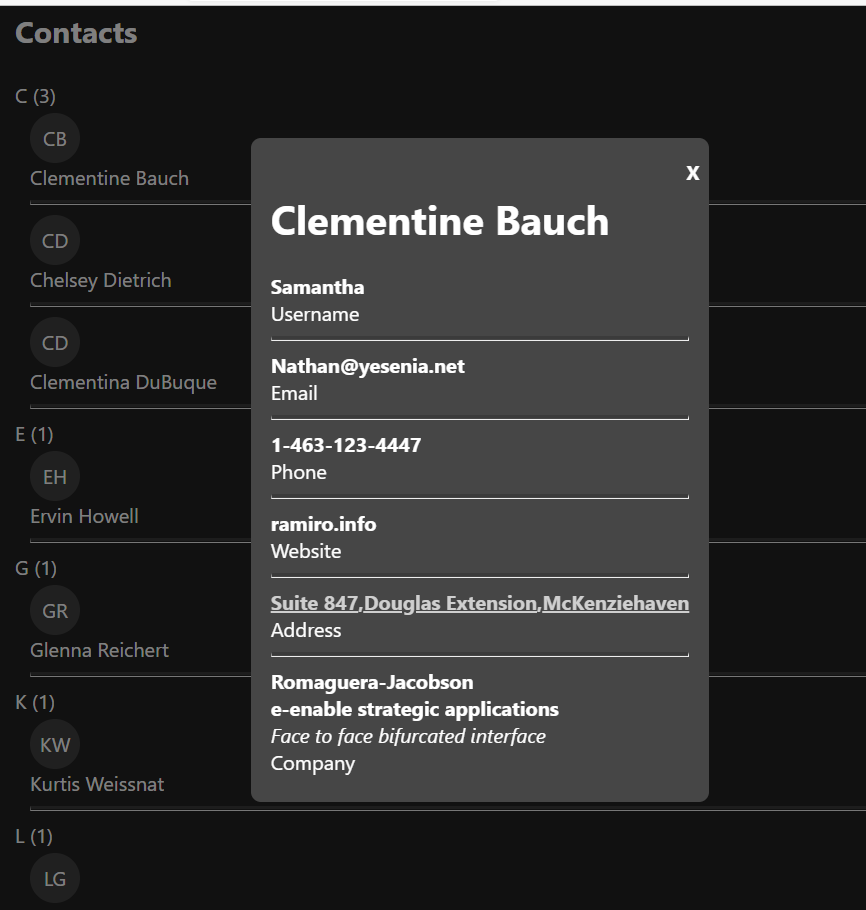 Contacts
C (3)
CB
Clementine Bauch
CD
Chelsey Dietrich
CD
Clementina DuBuque
E (1)
EH
Ervin Howell
G (1)
GR
Glenna Reichert
K (1)
KW
Kurtis Weissnat
L (1)
LG
X
Clementine Bauch
Samantha
Username
Nathan@yesenia.net
Email
1-463-123-4447
Phone
ramiro.info
Website
Suite 847,Douglas Extension,McKenziehaven
Address
Romaguera-Jacobson
e-enable strategic applications
Face to face bifurcated interface
Company